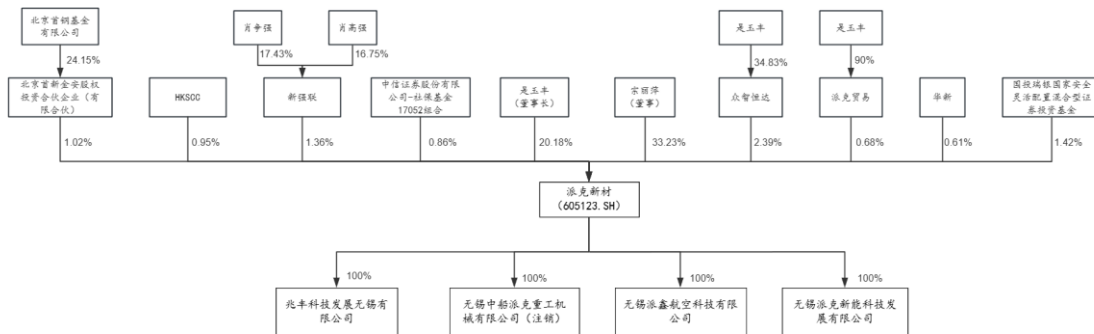 北京首钢基金
有限公司
肖争强
肖高强
是玉丰
是玉丰
24.15%
17.43%
16.75%
34.83%
90%
北京首新金安股权
投资合伙企业（有
限合伙）
HKSCC
新强联
中信证券股份有限
公司-社保基金
17052组合
是玉丰
（董事长）
宗丽萍
（董事）
众智恒达
派克贸易
华新
国投瑞银国家安全
灵活配置混合型证
券投资基金
1.02%
0.95%
1.36%
0.86%
20.18%
33.23%
2.39%
0.68%
0.61%
1.42%
派克新材
（605123.SH）
100%
100%
100%
100%
兆丰科技发展无锡有
限公司
无锡中船派克重工机
械有限公司（注销）
无锡派鑫航空科技有限
公司
无锡派克新能科技发
展有限公司